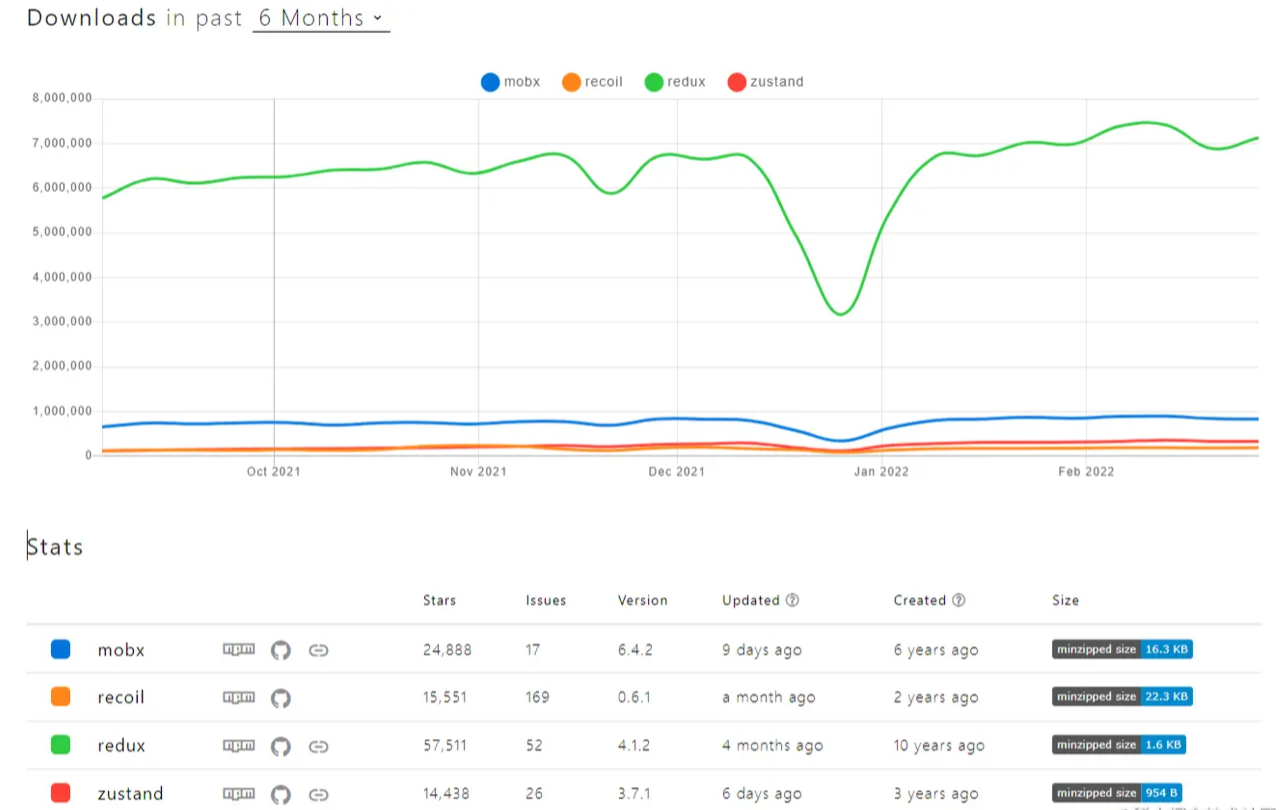 Downloads in past 6 Months
mobx recoil redux zustand
8,000,000
7,000,000
6,000,000
5,000,000
4,000,000
3,000,000
2,000,000
1,000,000
0
Oct 2021 Nov 2021 Dec 2021 Jan 2022 Feb 2022
Stats
Stars Issues Version Updated Created Size
mobx npm 24,888 17 6.4.2 9 days ago 6 years ago minzipped size 16.3 KB
recoil npm 15,551 169 0.6.1 a month ago 2 years ago minzipped size 22.3 KB
redux npm 57,511 52 4.1.2 4 months ago 10 years ago minzipped size 1.6 KB
zustand npm 14,438 26 3.7.1 6 days ago 3 years ago minzipped size 954 B